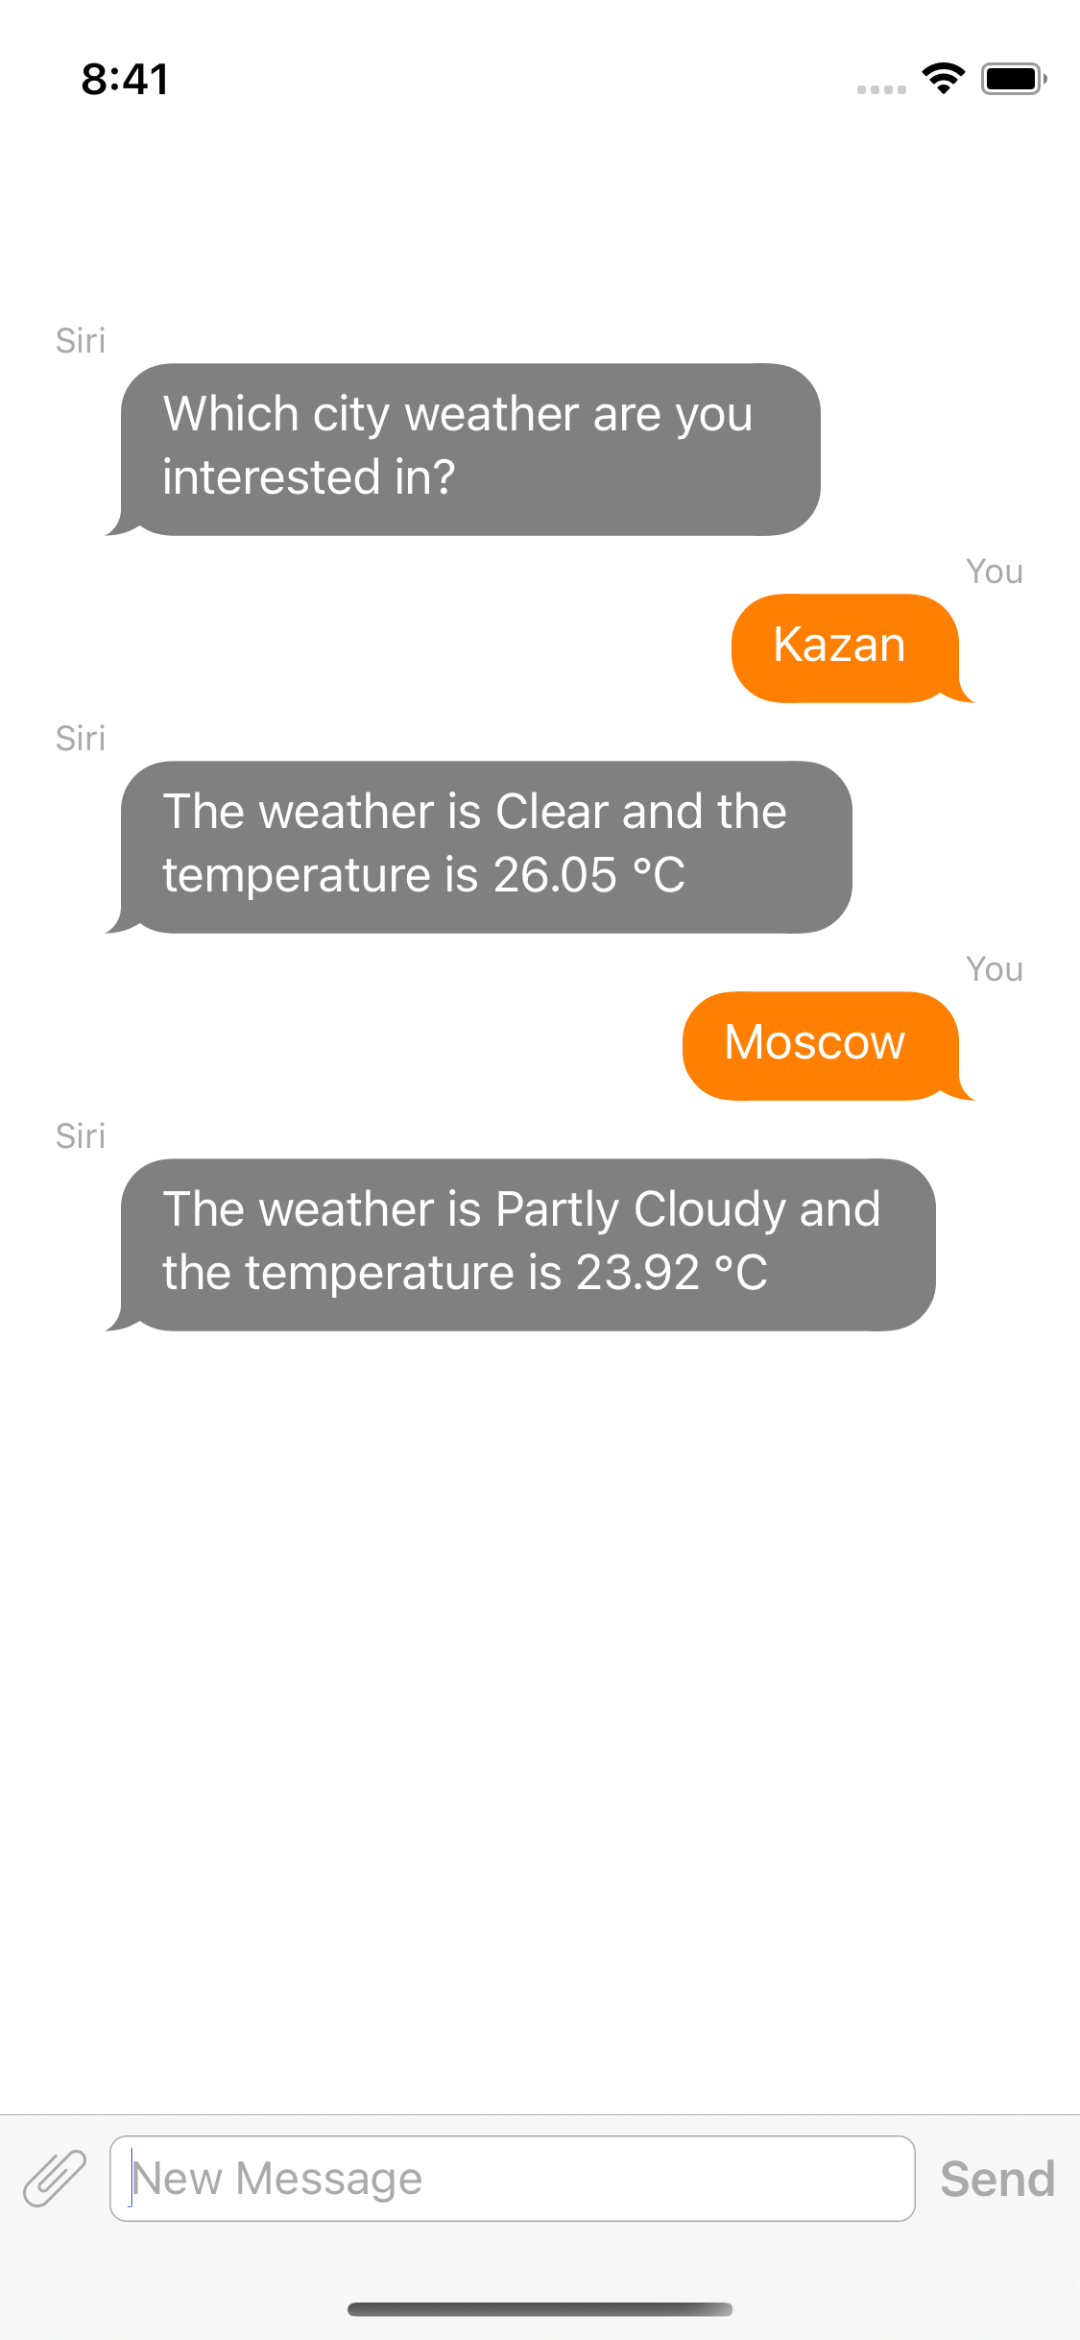 8:41
Siri
Which city weather are you
interested in?
You
Kazan
Siri
The weather is Clear and the
temperature is 26.05 °C
You
Moscow
Siri
The weather is Partly Cloudy and
the temperature is 23.92 °C
New Message
Send